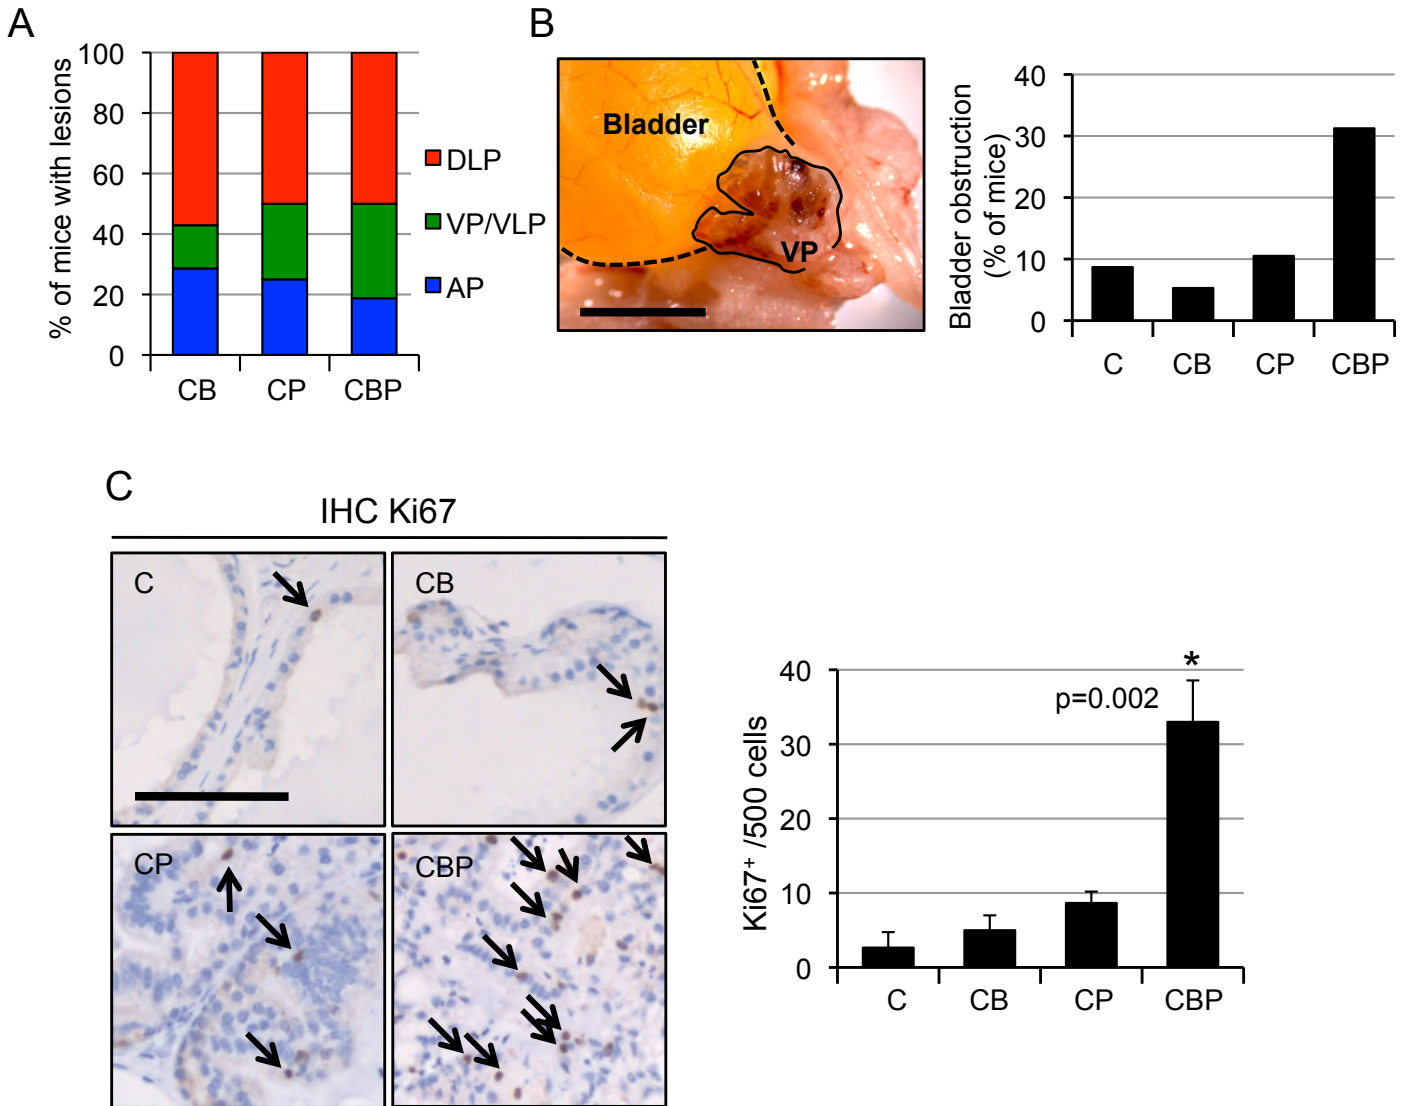 A
% of mice with lesions
100
80
60
40
20
0
CB
CP
CBP
DLP
VP/VLP
AP
B
Bladder
VP
Bladder obstruction
(% of mice)
40
30
20
10
0
C
CB
CP
CBP
C
IHC Ki67
C
CB
CP
CBP
Ki67⁺ /500 cells
40
30
20
10
0
p=0.002
*
C
CB
CP
CBP